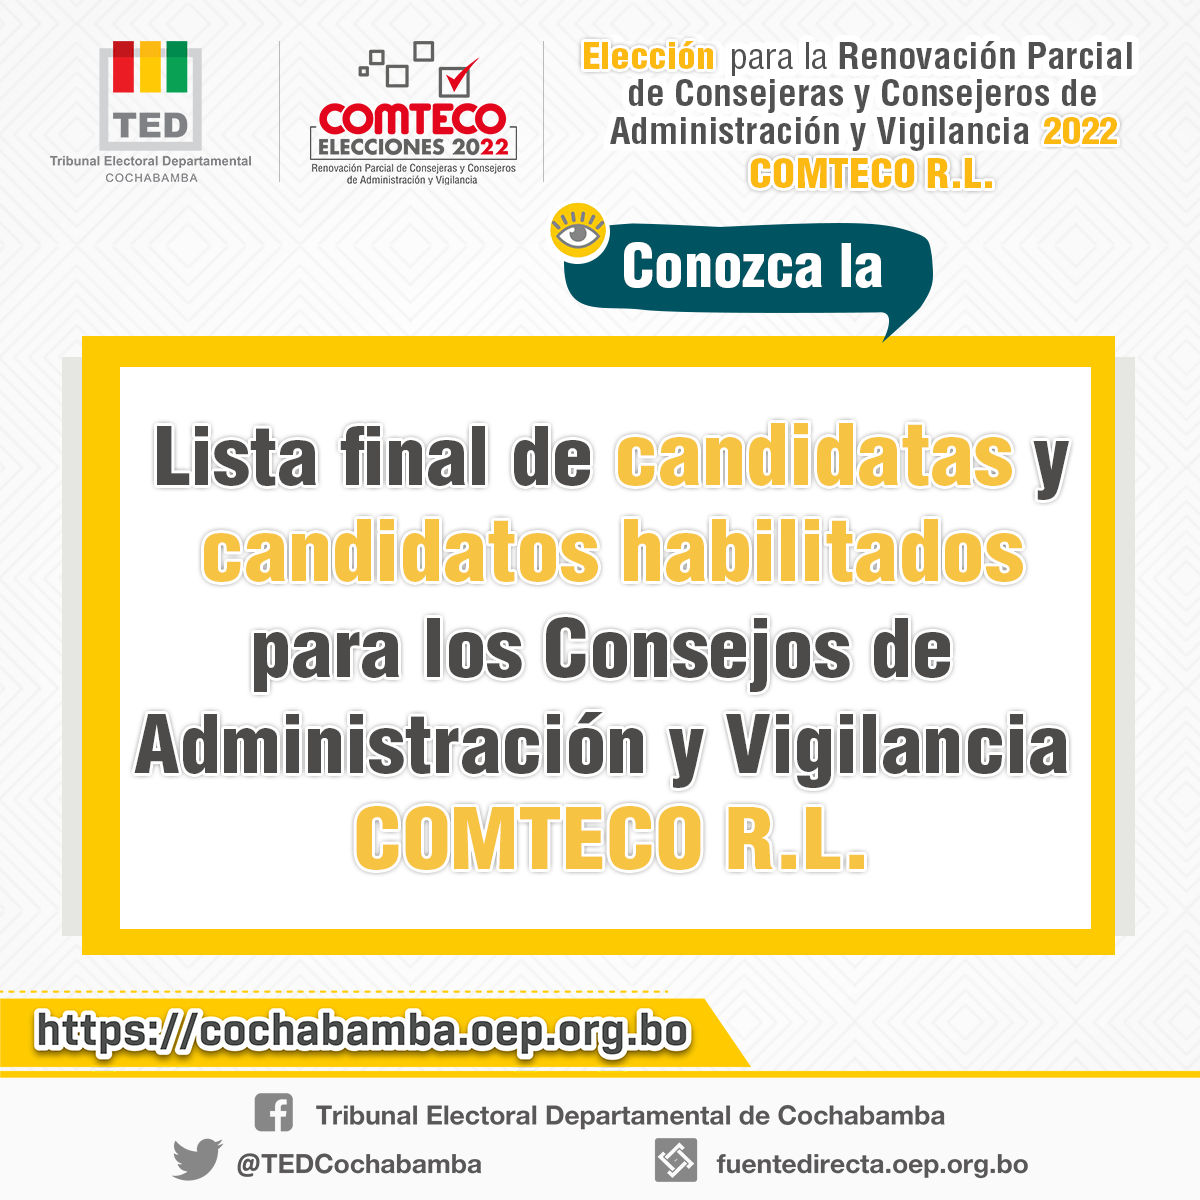 TED
Tribunal Electoral Departamental
COCHABAMBA
COMTECO
ELECCIONES 2022
Renovación Parcial de Consejeras y Consejeros
de Administración y Vigilancia
Elección para la Renovación Parcial
de Consejeras y Consejeros de
Administración y Vigilancia 2022
COMTECO R.L.
Conozca la
Lista final de candidatas y
candidatos habilitados
para los Consejos de
Administración y Vigilancia
COMTECO R.L.
https://cochabamba.oep.org.bo
Tribunal Electoral Departamental de Cochabamba
@TEDCochabamba
fuentedirecta.oep.org.bo